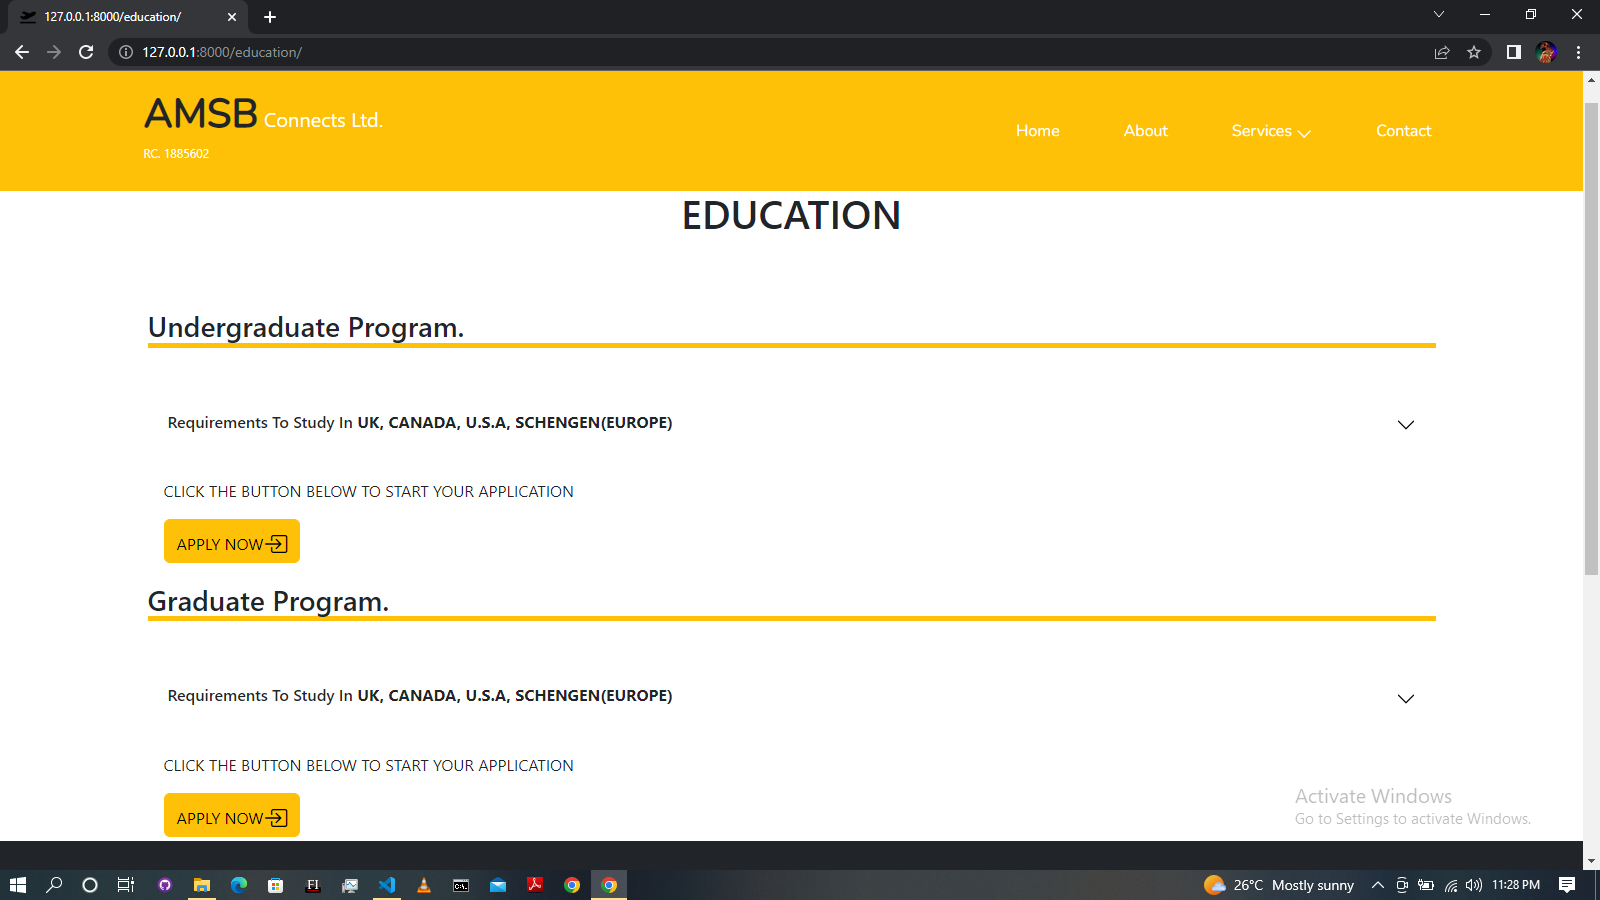 127.0.0.1:8000/education/
127.0.0.1:8000/education/
AMSB Connects Ltd.
RC. 1885602
Home
About
Services
Contact
EDUCATION
Undergraduate Program.
Requirements To Study In UK, CANADA, U.S.A, SCHENGEN(EUROPE)
CLICK THE BUTTON BELOW TO START YOUR APPLICATION
APPLY NOW
Graduate Program.
Requirements To Study In UK, CANADA, U.S.A, SCHENGEN(EUROPE)
CLICK THE BUTTON BELOW TO START YOUR APPLICATION
APPLY NOW
Activate Windows
Go to Settings to activate Windows.
FI
26°C Mostly sunny
11:28 PM